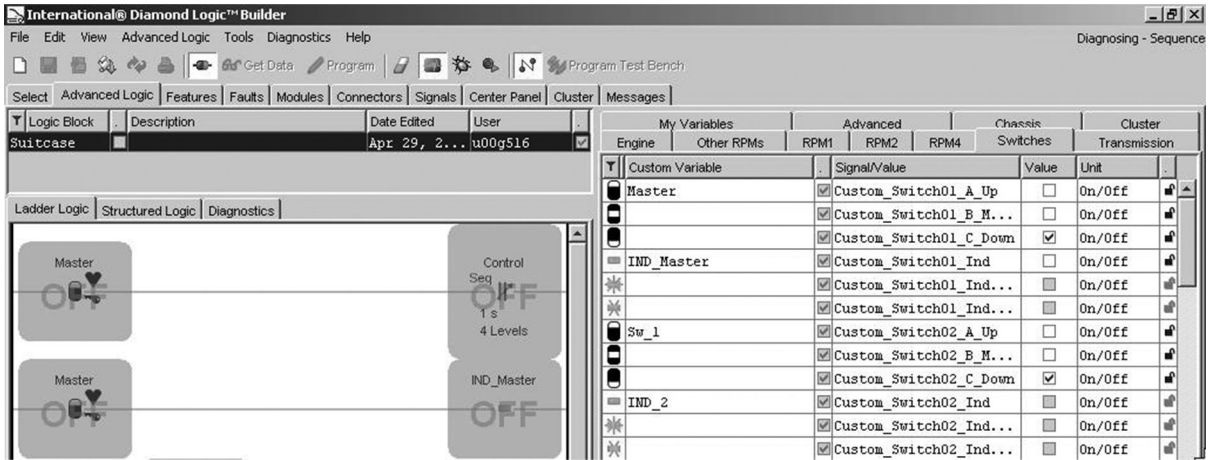 International® Diamond Logic™ Builder
File Edit View Advanced Logic Tools Diagnostics Help Diagnosing - Sequence
Get Data Program Program Test Bench
Select Advanced Logic Features Faults Modules Connectors Signals Center Panel Cluster Messages
Logic Block . Description Date Edited User .
Suitcase Apr 29, 2... u00g516
Ladder Logic Structured Logic Diagnostics
Master
OFF
Control
Seq
OFF
1 s
4 Levels
Master
OFF
IND_Master
OFF
My Variables Advanced Chassis Cluster
Engine Other RPMs RPM1 RPM2 RPM4 Switches Transmission
Custom Variable . Signal/Value Value Unit .
Master Custom_Switch01_A_Up On/Off
Custom_Switch01_B_M... On/Off
Custom_Switch01_C_Down On/Off
IND_Master Custom_Switch01_Ind On/Off
Custom_Switch01_Ind... On/Off
Custom_Switch01_Ind... On/Off
Sw_1 Custom_Switch02_A_Up On/Off
Custom_Switch02_B_M... On/Off
Custom_Switch02_C_Down On/Off
IND_2 Custom_Switch02_Ind On/Off
Custom_Switch02_Ind... On/Off
Custom_Switch02_Ind... On/Off